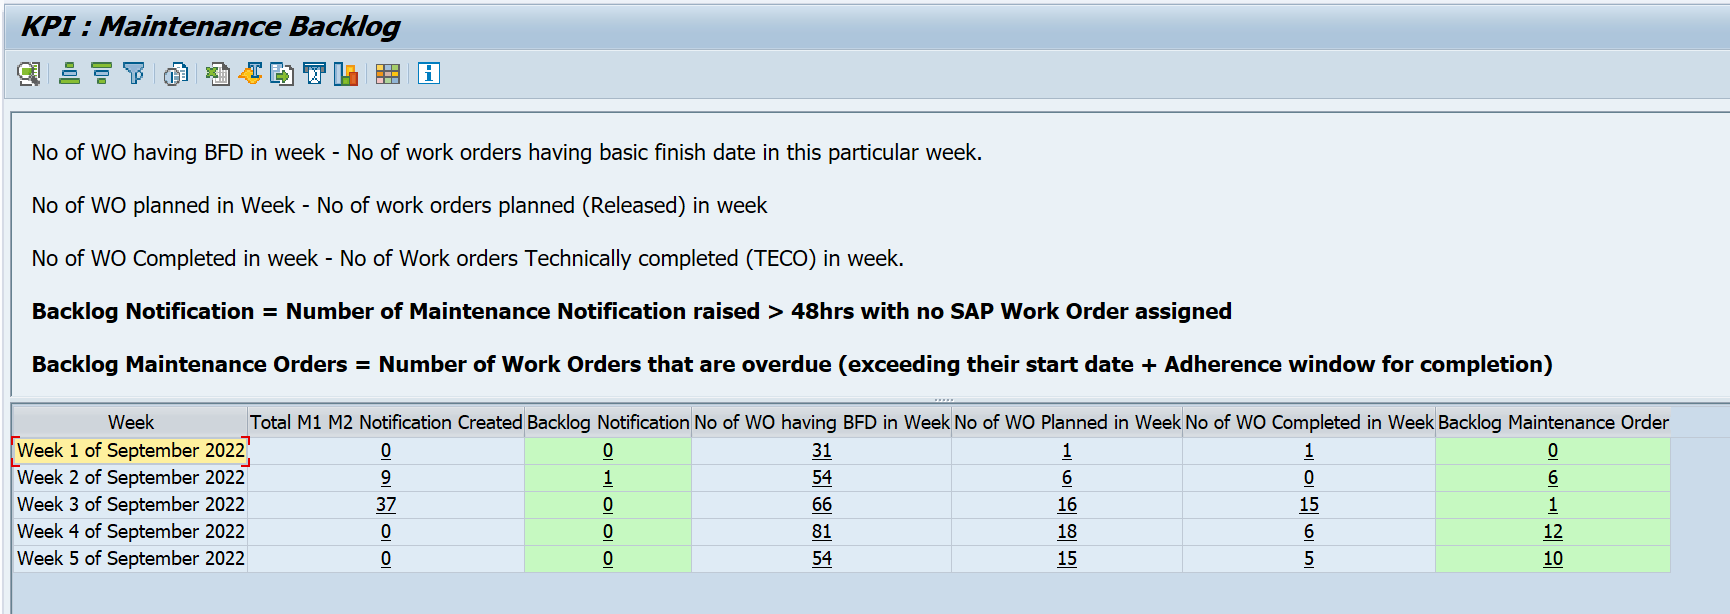 KPI : Maintenance Backlog
No of WO having BFD in week - No of work orders having basic finish date in this particular week.
No of WO planned in Week - No of work orders planned (Released) in week
No of WO Completed in week - No of Work orders Technically completed (TECO) in week.
Backlog Notification = Number of Maintenance Notification raised > 48hrs with no SAP Work Order assigned
Backlog Maintenance Orders = Number of Work Orders that are overdue (exceeding their start date + Adherence window for completion)
Week Total M1 M2 Notification Created Backlog Notification No of WO having BFD in Week No of WO Planned in Week No of WO Completed in Week Backlog Maintenance Order
Week 1 of September 2022 0 0 31 1 1 0
Week 2 of September 2022 9 1 54 6 0 6
Week 3 of September 2022 37 0 66 16 15 1
Week 4 of September 2022 0 0 81 18 6 12
Week 5 of September 2022 0 0 54 15 5 10